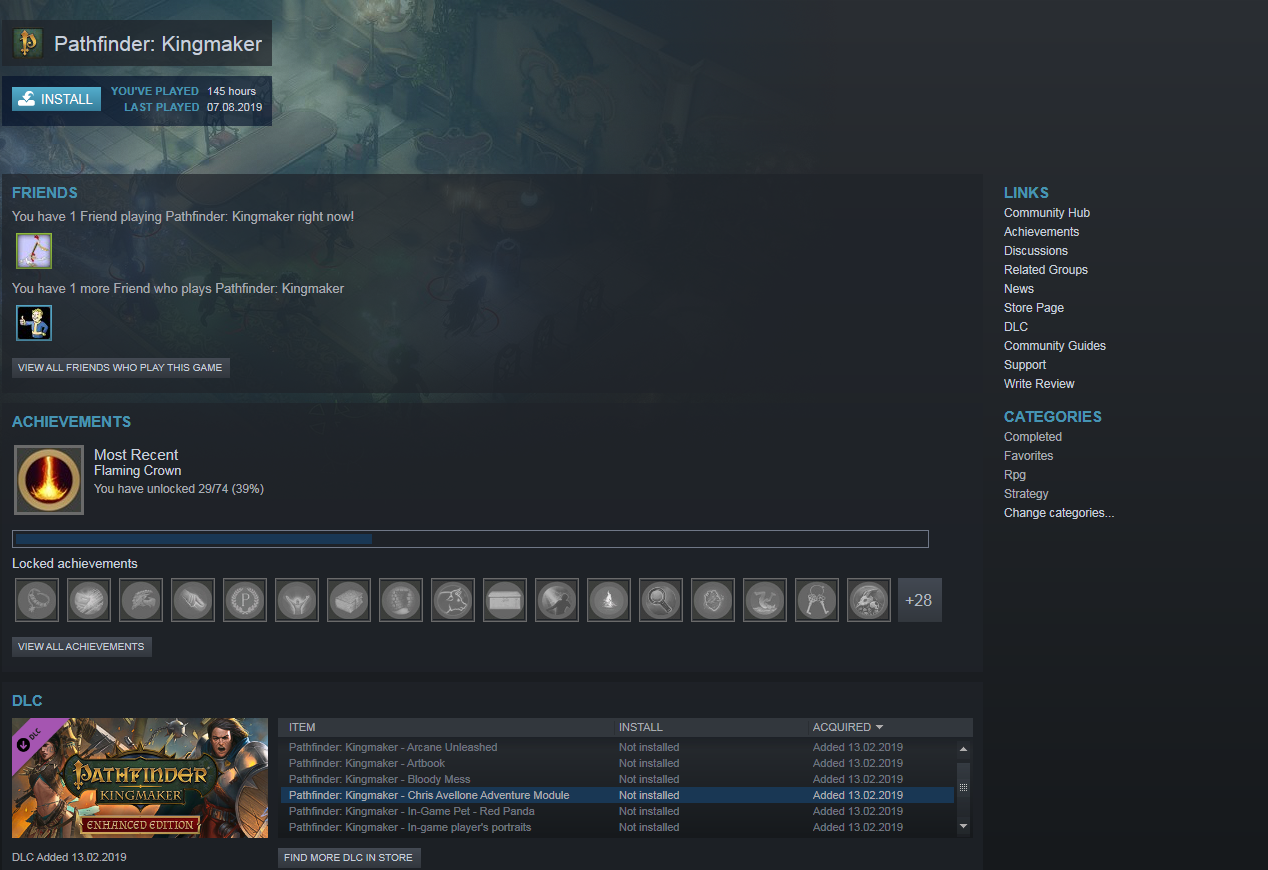 Pathfinder: Kingmaker
INSTALL
YOU'VE PLAYED 145 hours
LAST PLAYED 07.08.2019
FRIENDS
You have 1 Friend playing Pathfinder: Kingmaker right now!
You have 1 more Friend who plays Pathfinder: Kingmaker
VIEW ALL FRIENDS WHO PLAY THIS GAME
ACHIEVEMENTS
Most Recent
Flaming Crown
You have unlocked 29/74 (39%)
Locked achievements
P
+28
VIEW ALL ACHIEVEMENTS
DLC
DLC
PATHFINDER
KINGMAKER
ENHANCED EDITION
DLC Added 13.02.2019
ITEM INSTALL ACQUIRED
Pathfinder: Kingmaker - Arcane Unleashed Not installed Added 13.02.2019
Pathfinder: Kingmaker - Artbook Not installed Added 13.02.2019
Pathfinder: Kingmaker - Bloody Mess Not installed Added 13.02.2019
Pathfinder: Kingmaker - Chris Avellone Adventure Module Not installed Added 13.02.2019
Pathfinder: Kingmaker - In-Game Pet - Red Panda Not installed Added 13.02.2019
Pathfinder: Kingmaker - In-game player's portraits Not installed Added 13.02.2019
FIND MORE DLC IN STORE
LINKS
Community Hub
Achievements
Discussions
Related Groups
News
Store Page
DLC
Community Guides
Support
Write Review
CATEGORIES
Completed
Favorites
Rpg
Strategy
Change categories...